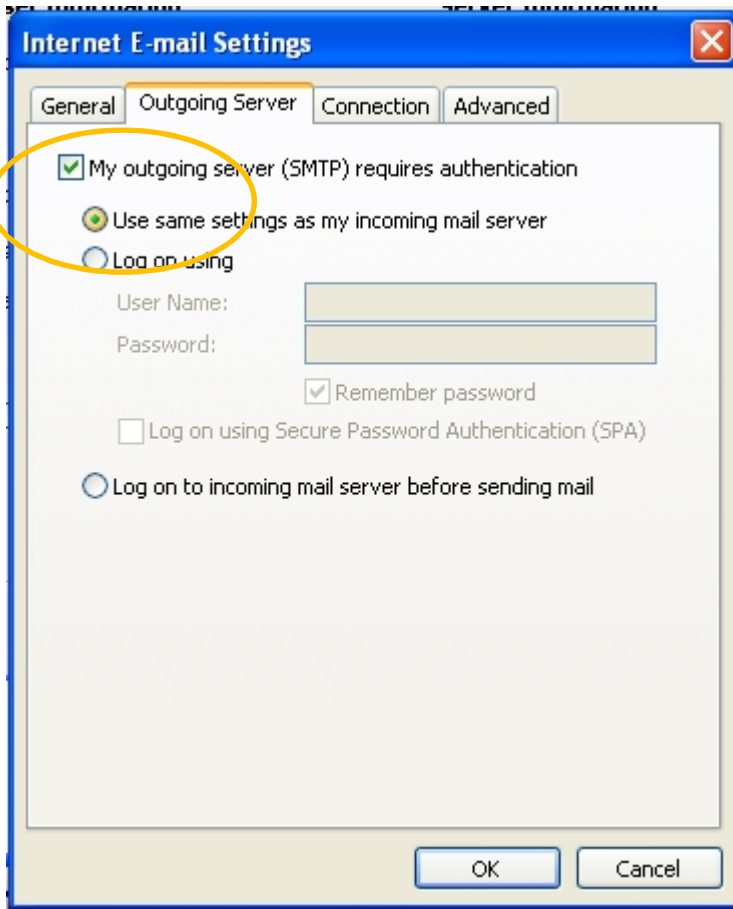 Internet E-mail Settings
General Outgoing Server Connection Advanced
My outgoing server (SMTP) requires authentication
Use same settings as my incoming mail server
Log on using
User Name:
Password:
Remember password
Log on using Secure Password Authentication (SPA)
Log on to incoming mail server before sending mail
OK Cancel